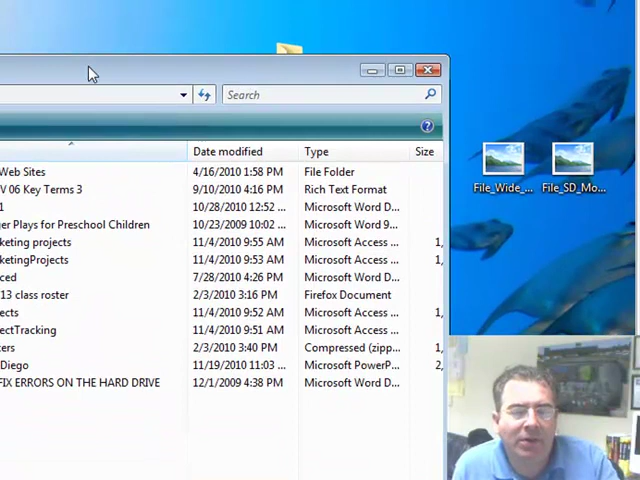 Search
Date modified Type Size
Web Sites 4/16/2010 1:58 PM File Folder
V 06 Key Terms 3 9/10/2010 4:16 PM Rich Text Format
1 10/28/2010 12:52 ... Microsoft Word D...
ger Plays for Preschool Children 10/23/2009 10:02 ... Microsoft Word 9...
keting projects 11/4/2010 9:55 AM Microsoft Access ... 1,
ketingProjects 11/4/2010 9:53 AM Microsoft Access ...
ced 7/28/2010 4:26 PM Microsoft Word D...
13 class roster 2/3/2010 3:16 PM Firefox Document
ects 11/4/2010 9:52 AM Microsoft Access ... 1,
ectTracking 11/4/2010 9:51 AM Microsoft Access ...
ters 2/3/2010 3:40 PM Compressed (zipp... 1,
Diego 11/19/2010 11:03 ... Microsoft PowerP... 2,
FIX ERRORS ON THE HARD DRIVE 12/1/2009 4:38 PM Microsoft Word D...
File_Wide_... File_SD_Mo...